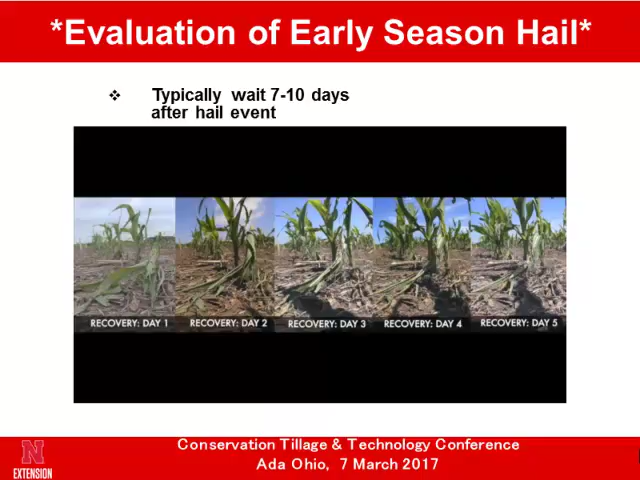 *Evaluation of Early Season Hail*
❖ Typically wait 7-10 days
after hail event
RECOVERY: DAY 1 RECOVERY: DAY 2 RECOVERY: DAY 3 RECOVERY: DAY 4 RECOVERY: DAY 5
N
EXTENSION
Conservation Tillage & Technology Conference
Ada Ohio, 7 March 2017